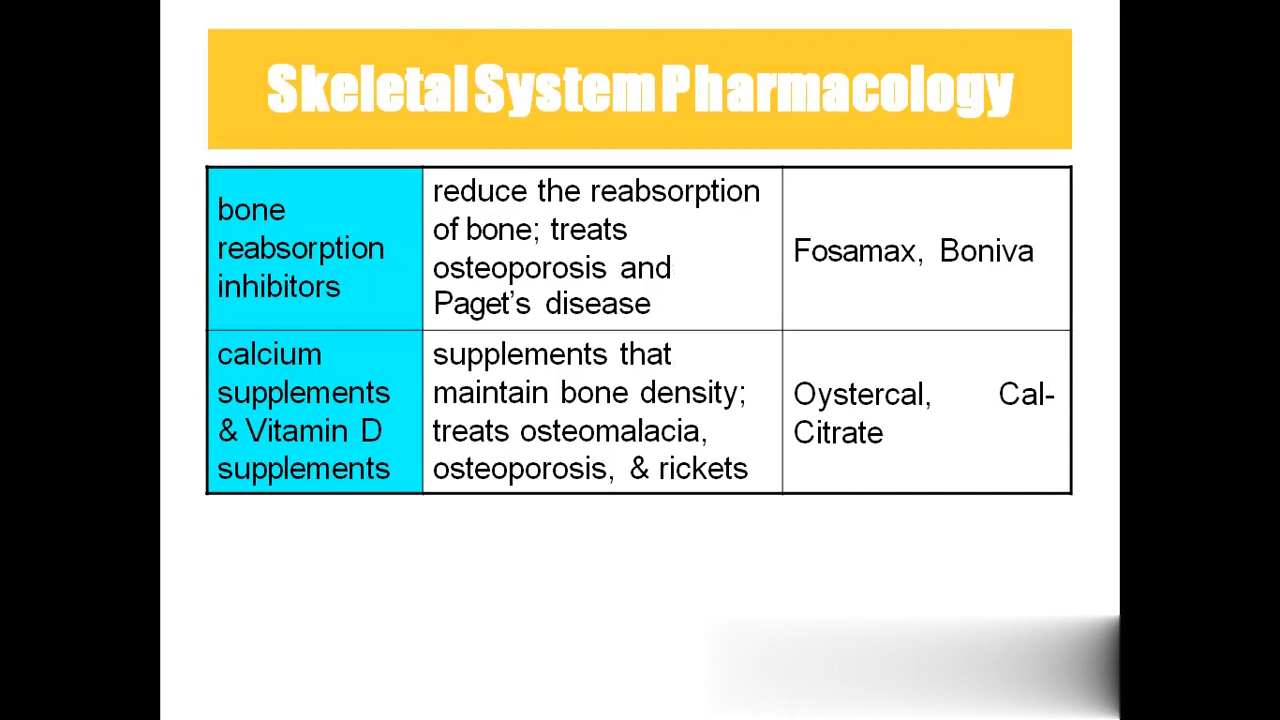 Skeletal System Pharmacology
bone
reabsorption
inhibitors
reduce the reabsorption
of bone; treats
osteoporosis and
Paget's disease
Fosamax, Boniva
calcium
supplements
& Vitamin D
supplements
supplements that
maintain bone density;
treats osteomalacia,
osteoporosis, & rickets
Oystercal, Cal-
Citrate